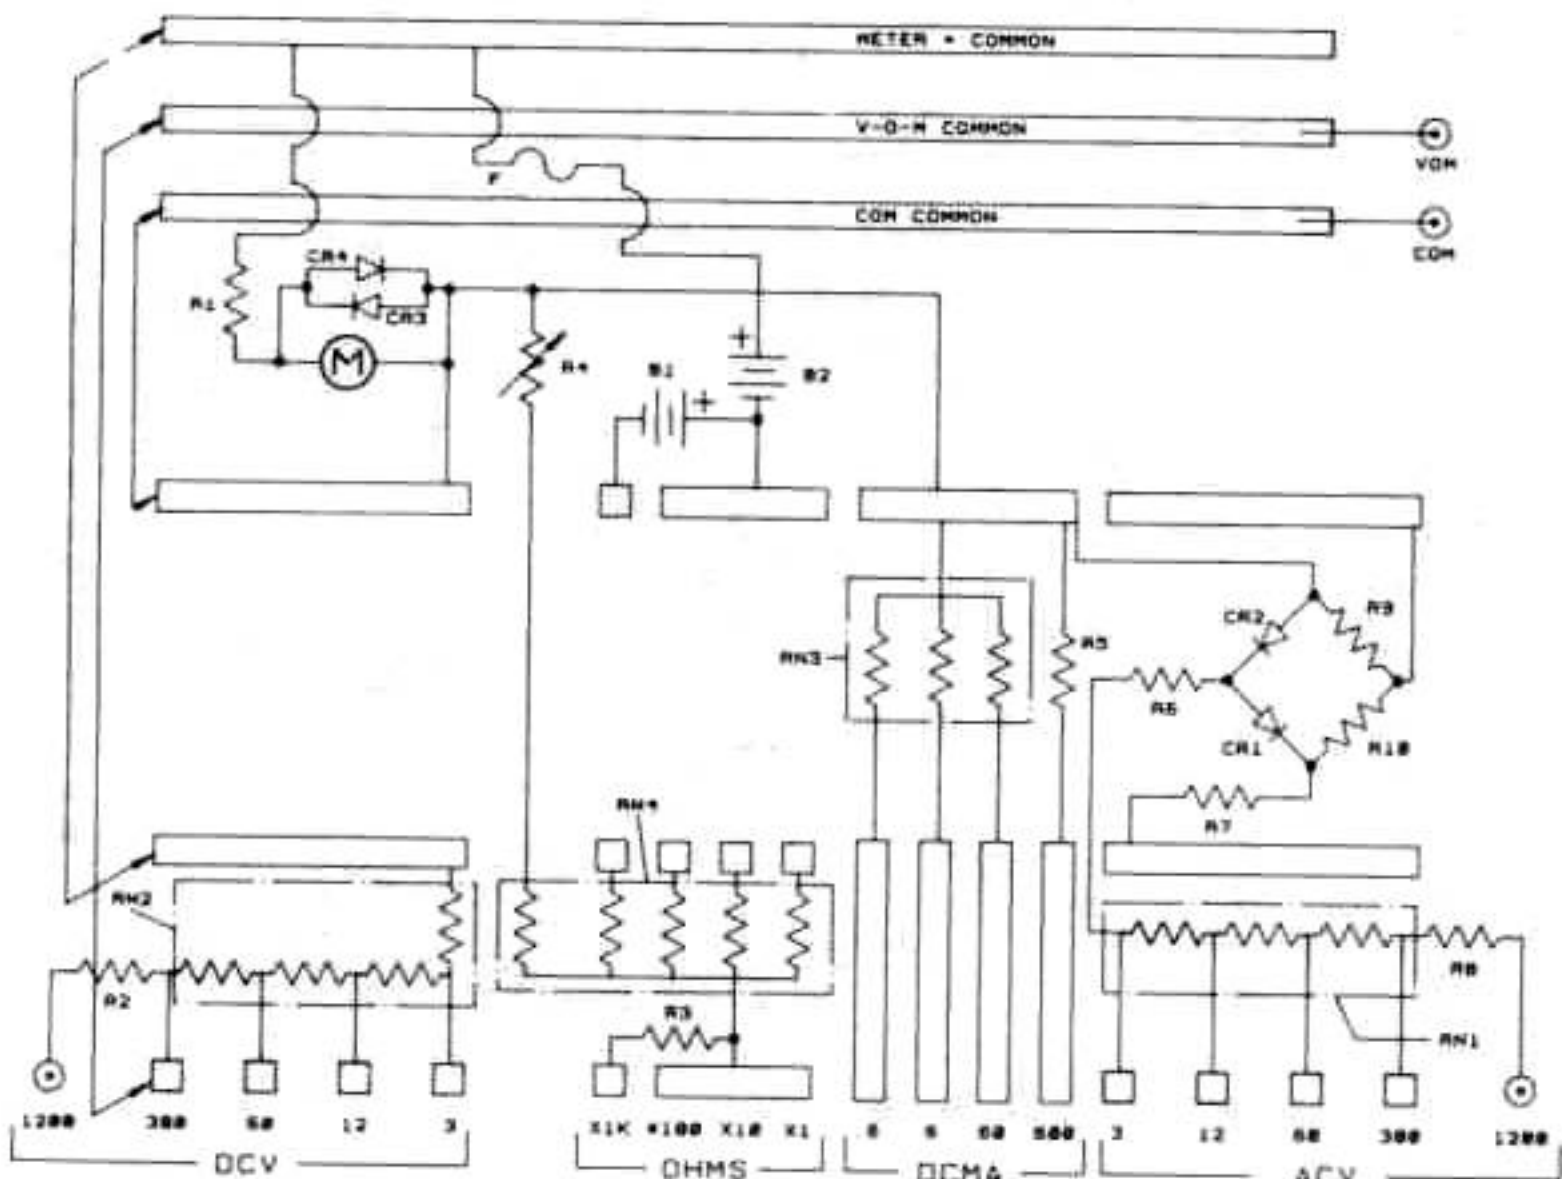 METER + COMMON
V-O-M COMMON
VOM
COM COMMON
COM
F
CR4
R1
CR3
M
R4
B1
+
+
B2
CR2
R9
RN3
R5
R6
CR1
R10
RN4
R7
RN2
R2
R3
R8
RN1
1200 300 60 12 3
X1K X100 X10 X1
6 60 600
3 12 60 300 1200
DCV
OHMS
DCMA
ACV